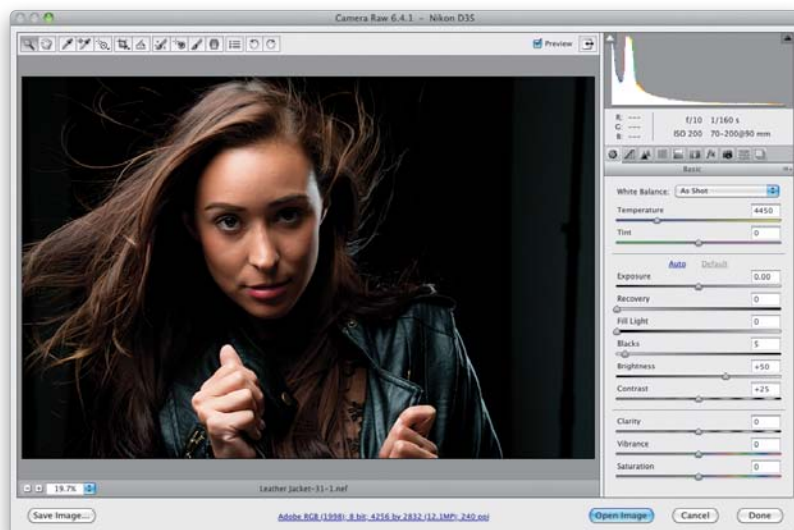 Camera Raw 6.4.1 – Nikon D3S
Preview
R: ---
G: ---
B: ---
f/10 1/160 s
ISO 200 70-200@90 mm
Basic
White Balance: As Shot
Temperature 4450
Tint 0
Auto Default
Exposure 0.00
Recovery 0
Fill Light 0
Blacks 5
Brightness +50
Contrast +25
Clarity 0
Vibrance 0
Saturation 0
19.7%
Leather Jacket-31-1.nef
Save Image...
Adobe RGB (1998); 8 bit; 4256 by 2832 (12.1MP); 240 ppi
Open Image
Cancel
Done